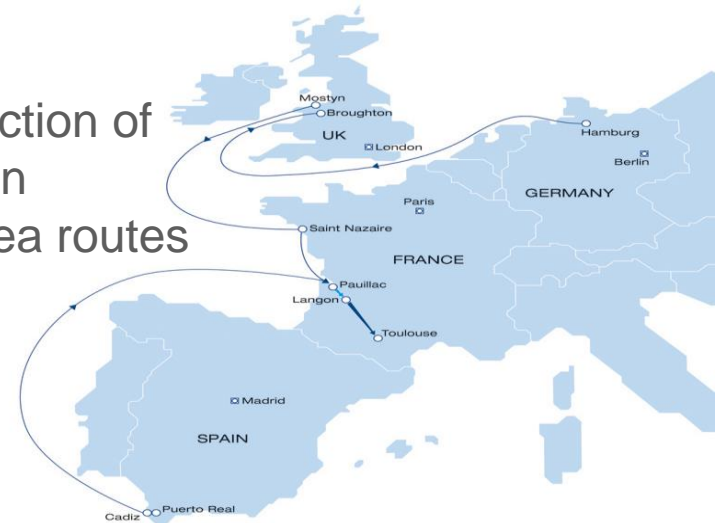 ction of
n
ea routes
Mostyn
Broughton
UK
London
Hamburg
Berlin
GERMANY
Paris
Saint Nazaire
FRANCE
Pauillac
Langon
Toulouse
Madrid
SPAIN
Cadiz
Puerto Real